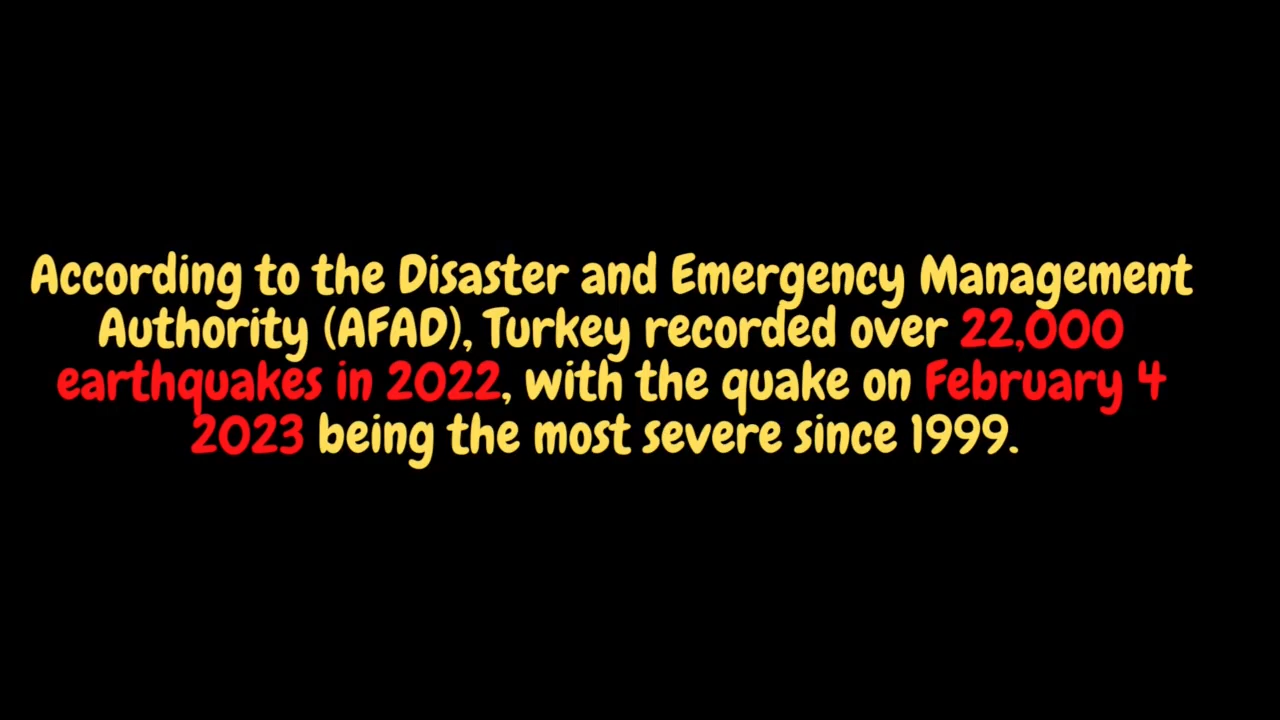 According to the Disaster and Emergency Management
Authority (AFAD), Turkey recorded over 22,000
earthquakes in 2022, with the quake on February 4
2023 being the most severe since 1999.